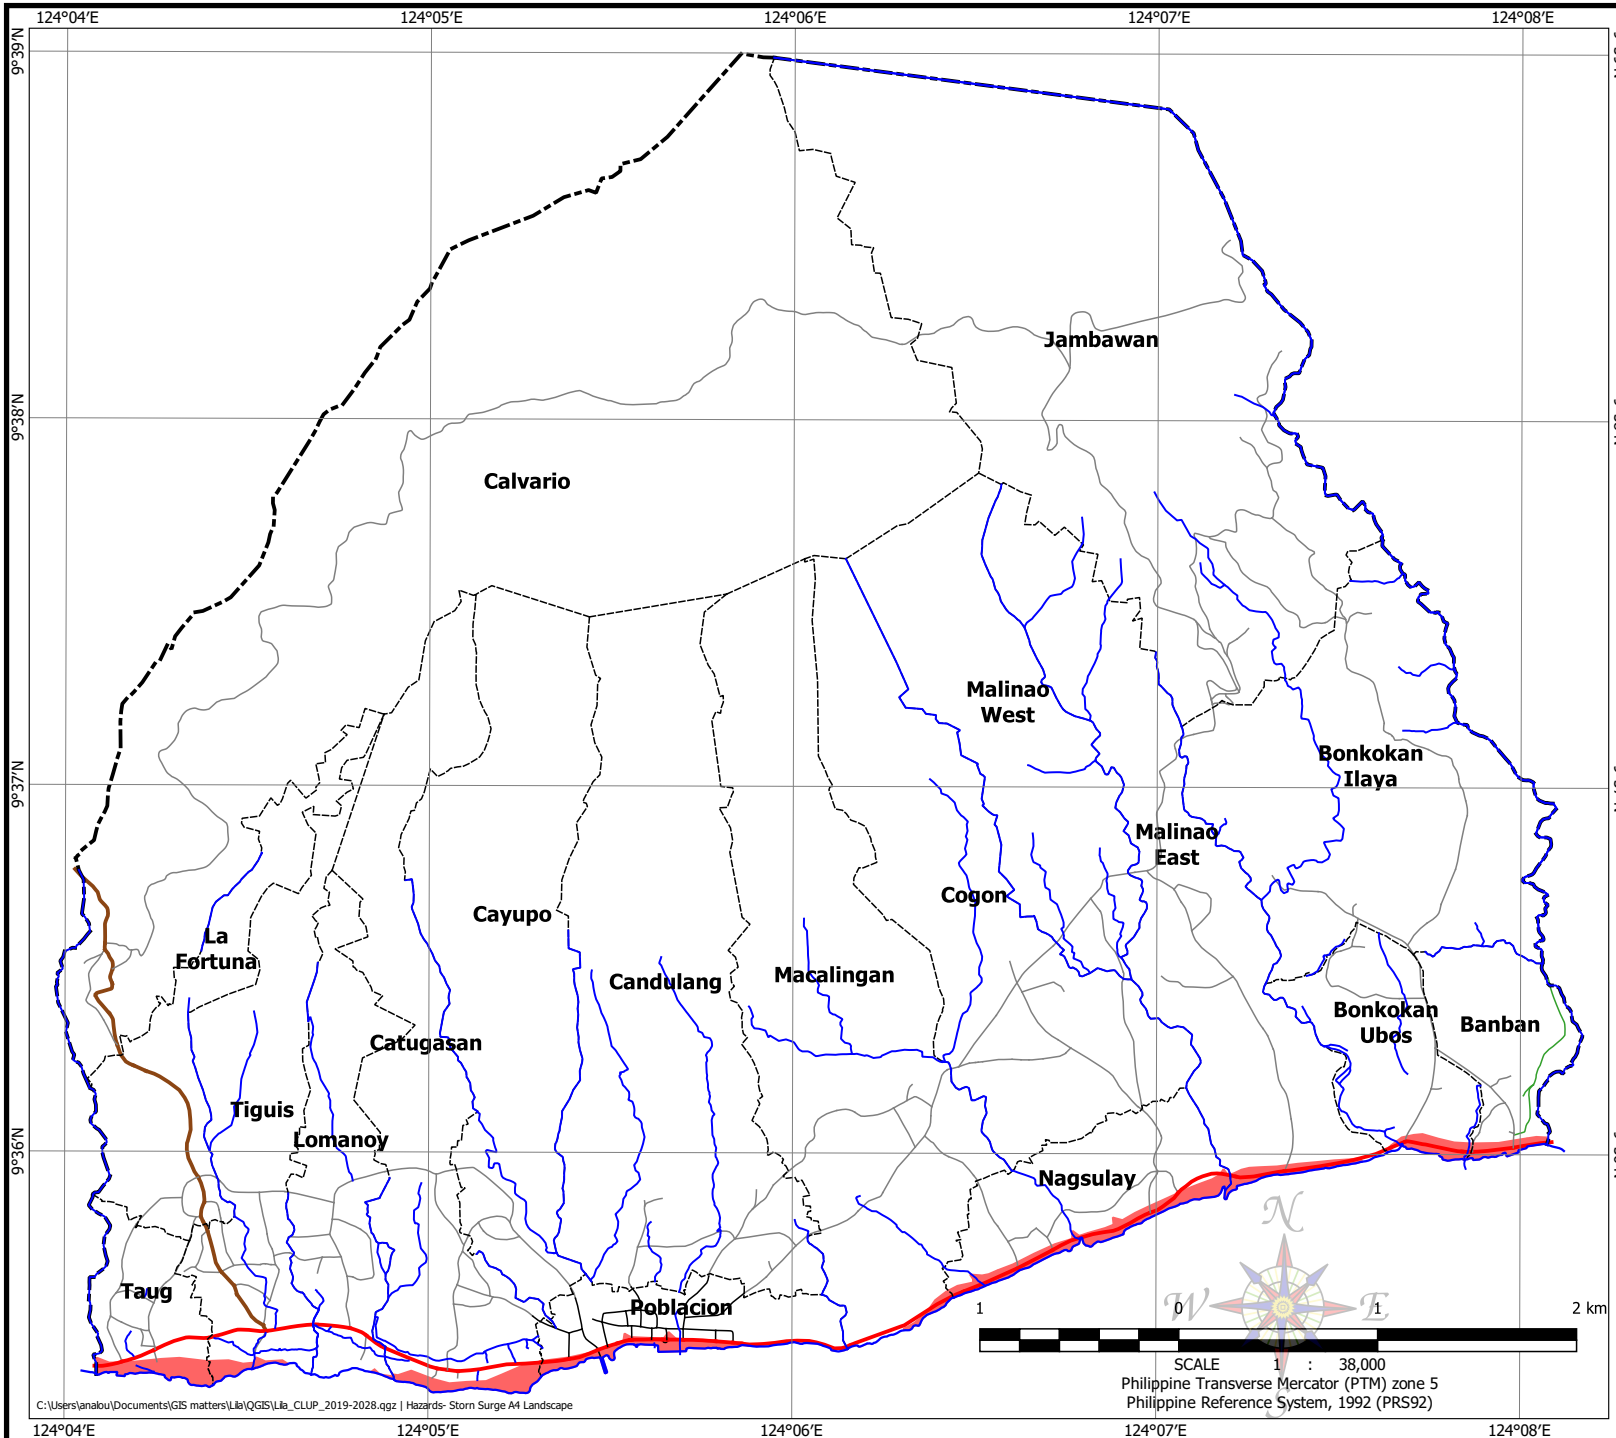 124°04′E 124°05′E 124°06′E 124°07′E 124°08′E
9°39′N
Jambawan
9°38′N
Calvario
Malinao
West
Bonkokan
Ilaya
9°37′N
Malinao
East
Cogon
Cayupo
La
Fortuna
Candulang
Macalingan
Bonkokan
Ubos
Banban
Catugasan
Tiguis
Lomanoy
9°36′N
Nagsulay
N
Taug
Poblacion
W E
1 0 1 2 km
SCALE 1 : 38,000
Philippine Transverse Mercator (PTM) zone 5
Philippine Reference System, 1992 (PRS92)
S
C:\Users\analou\Documents\GIS matters\Lila\QGIS\Lila_CLUP_2019-2028.qgz | Hazards- Storn Surge A4 Landscape
124°04′E 124°05′E 124°06′E 124°07′E 124°08′E